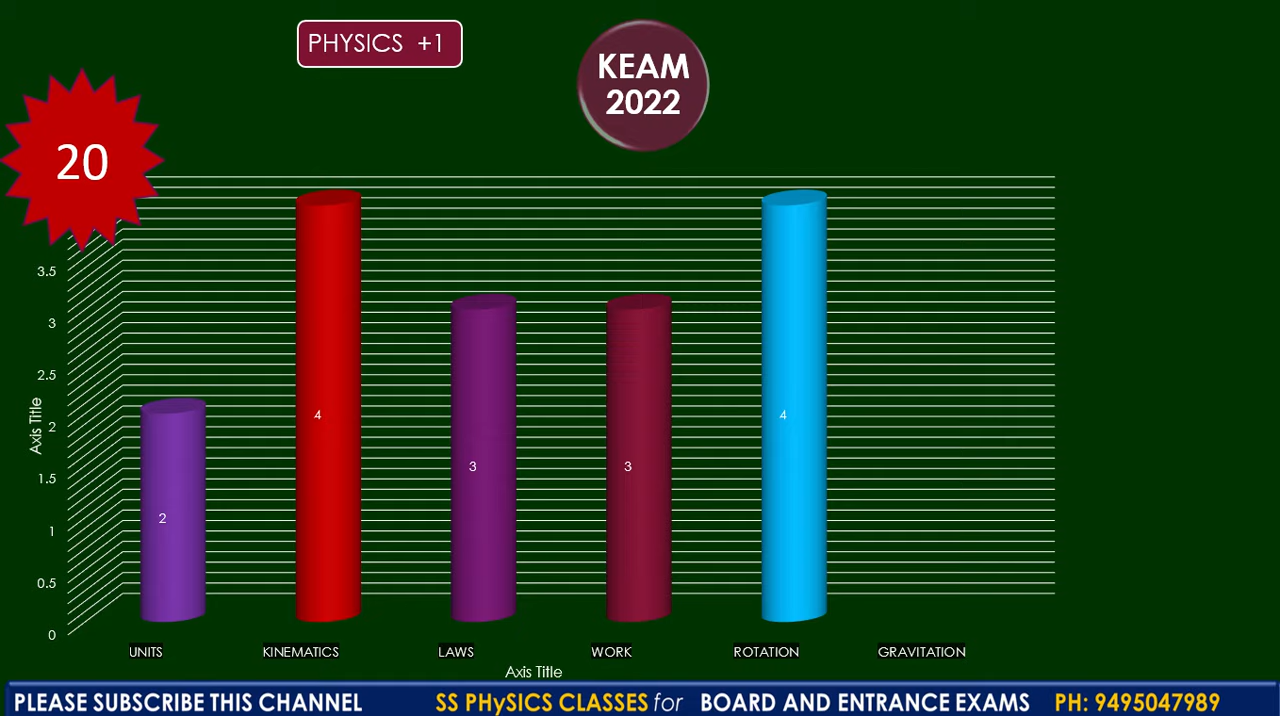 PHYSICS +1
KEAM
2022
20
3.5
3
2.5
2
1.5
1
0.5
0
Axis Title
2
4
3
3
4
UNITS
KINEMATICS
LAWS
WORK
ROTATION
GRAVITATION
Axis Title
PLEASE SUBSCRIBE THIS CHANNEL SS PHySICS CLASSES for BOARD AND ENTRANCE EXAMS PH: 9495047989